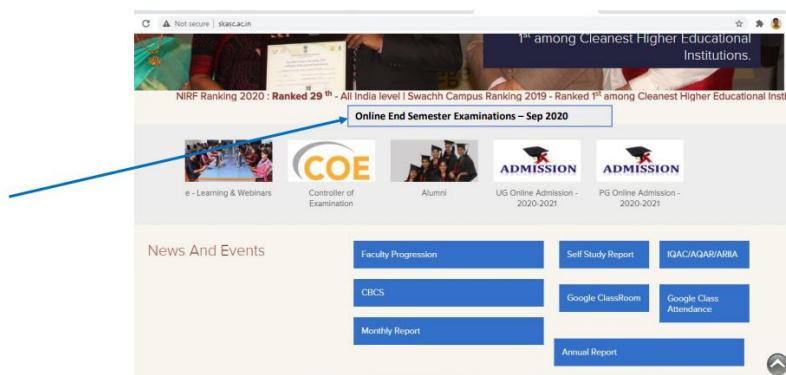 Not secure | skasc.ac.in
1st among Cleanest Higher Educational
Institutions.
NIRF Ranking 2020 : Ranked 29 th - All India level | Swachh Campus Ranking 2019 - Ranked 1st among Cleanest Higher Educational Insti
Online End Semester Examinations – Sep 2020
COE
ADMISSION
ADMISSION
e - Learning & Webinars
Controller of
Examination
Alumni
UG Online Admission -
2020-2021
PG Online Admission -
2020-2021
News And Events
Faculty Progression
Self Study Report
IQAC/AQAR/ARIIA
CBCS
Google ClassRoom
Google Class
Attendance
Monthly Report
Annual Report